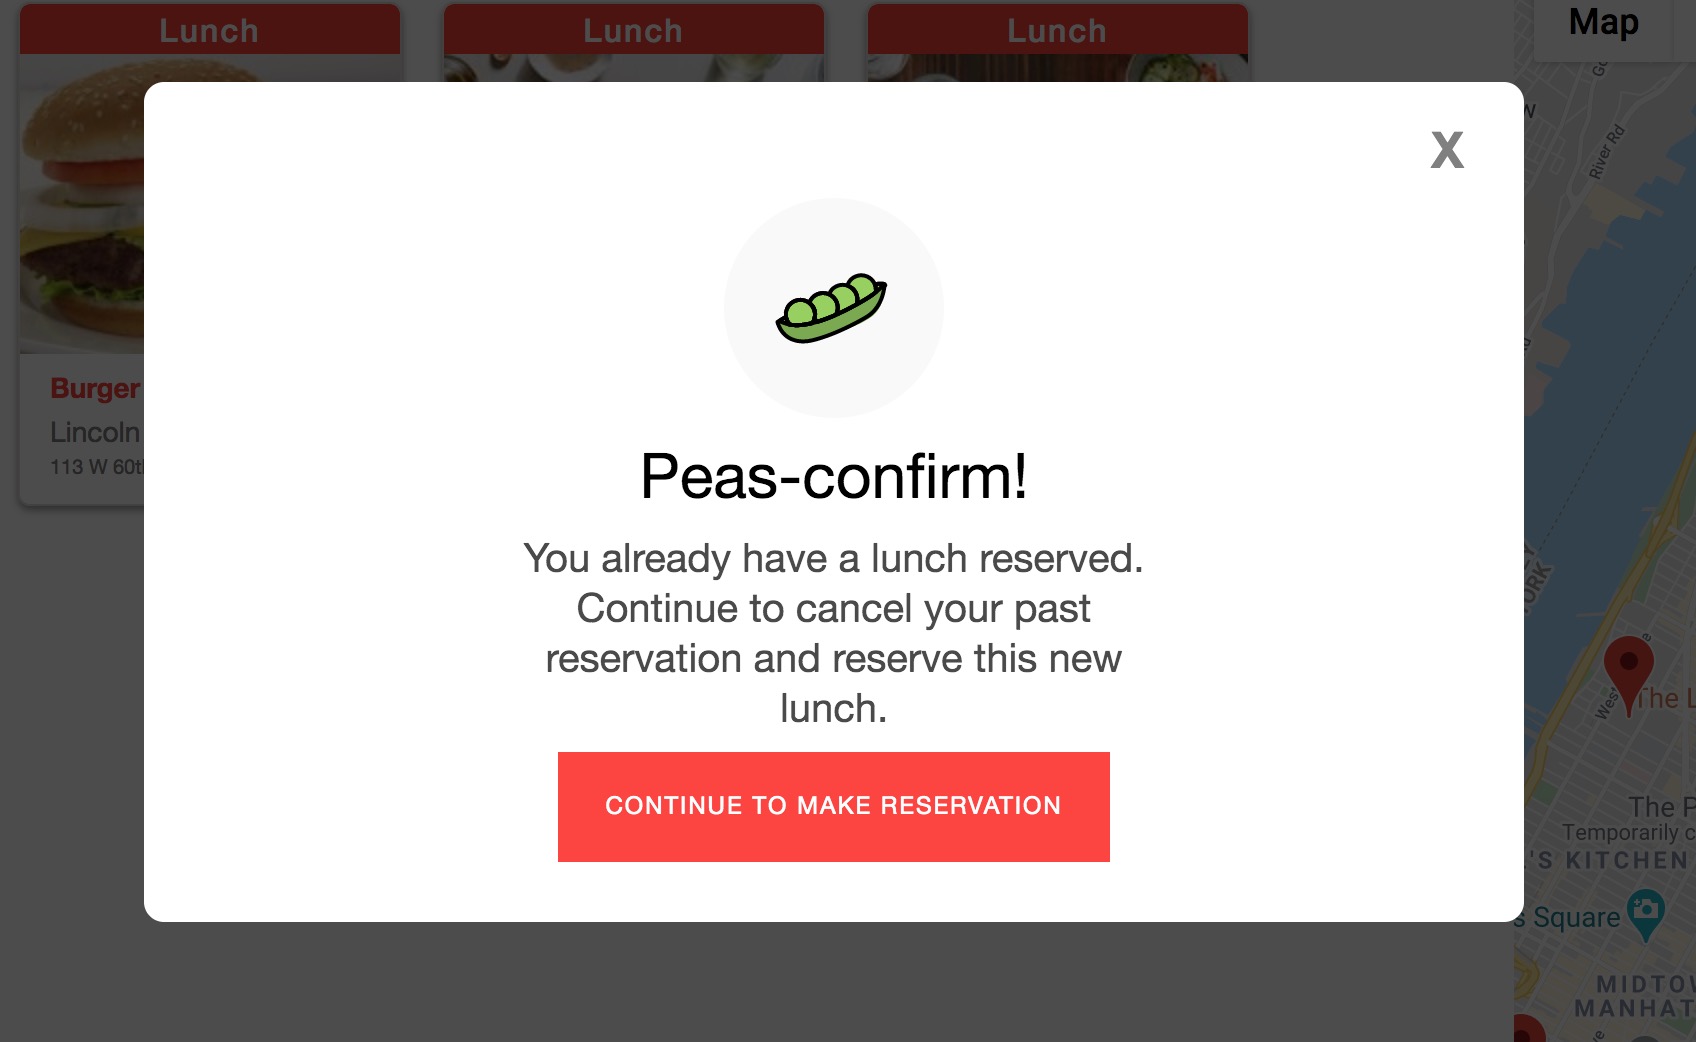 Lunch
Lunch
Lunch
Map
X
River Rd
Peas-confirm!
You already have a lunch reserved.
Continue to cancel your past
reservation and reserve this new
lunch.
CONTINUE TO MAKE RESERVATION
Burger
Lincoln
113 W 60th
West
The L
The P
Temporarily c
'S KITCHEN
s Square
MIDTOW
MANHAT